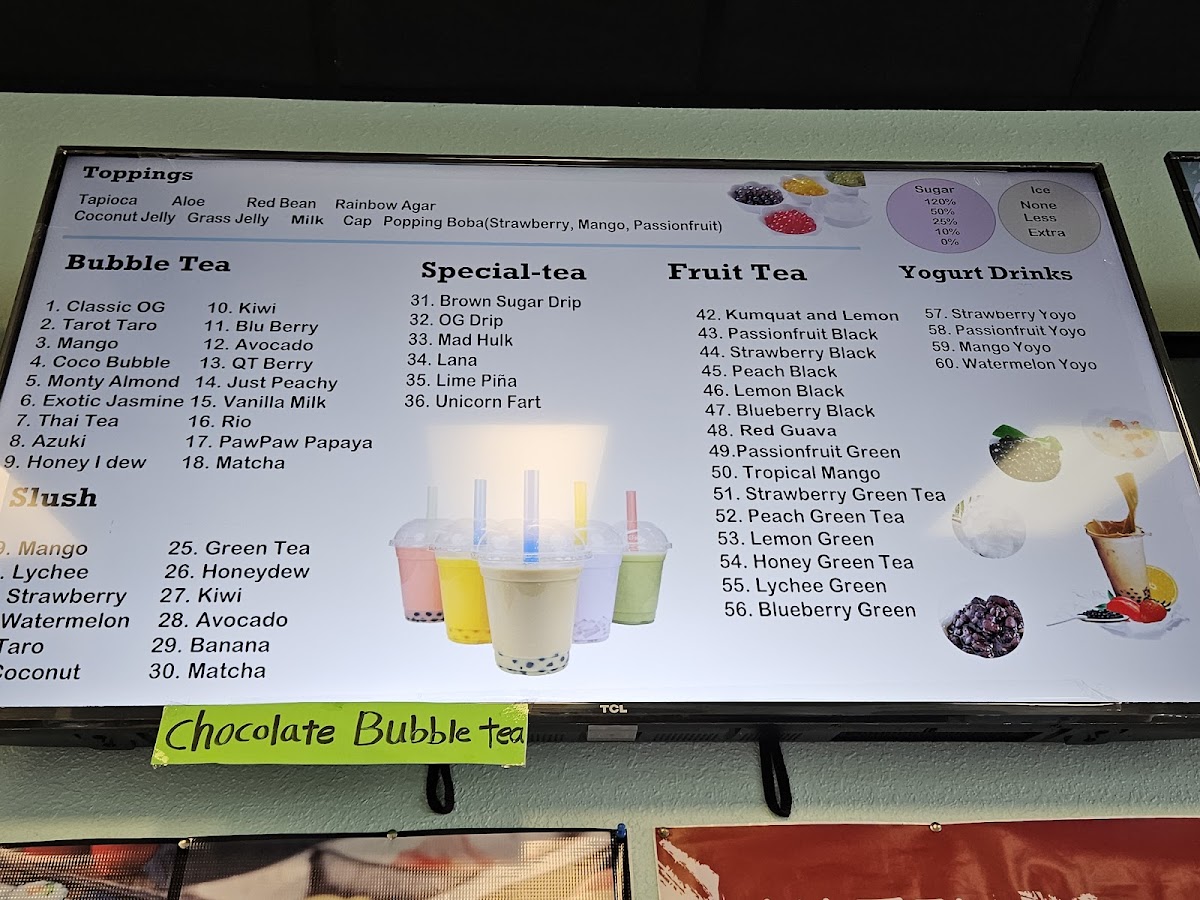 Toppings
Tapioca Aloe Red Bean Rainbow Agar
Coconut Jelly Grass Jelly Milk Cap Popping Boba(Strawberry, Mango, Passionfruit)
Sugar
120%
50%
25%
10%
0%
Ice
None
Less
Extra
Bubble Tea
1. Classic OG
2. Tarot Taro
3. Mango
4. Coco Bubble
5. Monty Almond
6. Exotic Jasmine
7. Thai Tea
8. Azuki
9. Honey I dew
10. Kiwi
11. Blu Berry
12. Avocado
13. QT Berry
14. Just Peachy
15. Vanilla Milk
16. Rio
17. PawPaw Papaya
18. Matcha
Slush
9. Mango
. Lychee
Strawberry
Watermelon
Taro
Coconut
25. Green Tea
26. Honeydew
27. Kiwi
28. Avocado
29. Banana
30. Matcha
Special-tea
31. Brown Sugar Drip
32. OG Drip
33. Mad Hulk
34. Lana
35. Lime Piña
36. Unicorn Fart
Fruit Tea
42. Kumquat and Lemon
43. Passionfruit Black
44. Strawberry Black
45. Peach Black
46. Lemon Black
47. Blueberry Black
48. Red Guava
49.Passionfruit Green
50. Tropical Mango
51. Strawberry Green Tea
52. Peach Green Tea
53. Lemon Green
54. Honey Green Tea
55. Lychee Green
56. Blueberry Green
Yogurt Drinks
57. Strawberry Yoyo
58. Passionfruit Yoyo
59. Mango Yoyo
60. Watermelon Yoyo
TCL
Chocolate Bubble tea